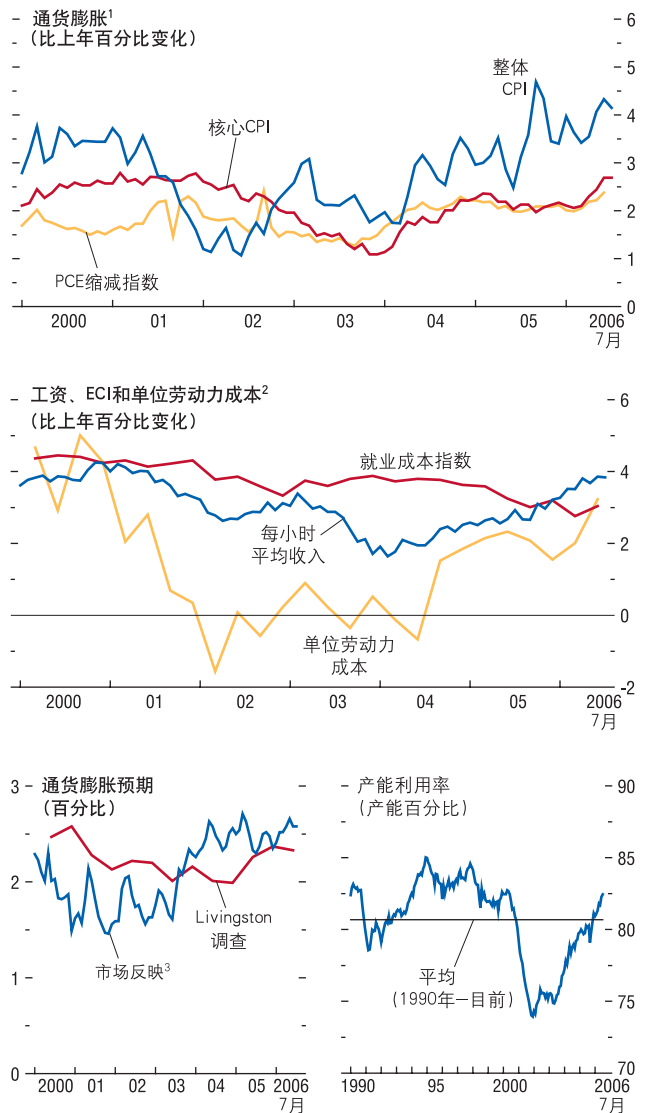 通货膨胀1
(比上年百分比变化)
整体
CPI
核心CPI
PCE缩减指数
6
5
4
3
2
1
0
2000 01 02 03 04 05 2006
7月
工资、ECI和单位劳动力成本2
(比上年百分比变化)
就业成本指数
每小时
平均收入
单位劳动力
成本
6
4
2
0
-2
2000 01 02 03 04 05 2006
7月
通货膨胀预期
(百分比)
Livingston
调查
市场反映3
3
2
1
0
2000 01 02 03 04 05 2006
7月
产能利用率
(产能百分比)
平均
(1990年—目前)
90
85
80
75
70
1990 95 2000 2006
7月